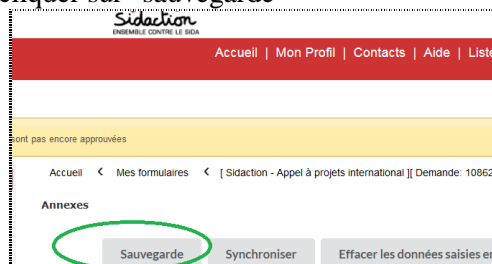 cliquer sur "sauvegarde"
Sidaction
ENSEMBLE CONTRE LE SIDA
Accueil | Mon Profil | Contacts | Aide | Liste
sont pas encore approuvées
Accueil < Mes formulaires < [ Sidaction - Appel à projets international ][ Demande: 10862
Annexes
Sauvegarde Synchroniser Effacer les données saisies en